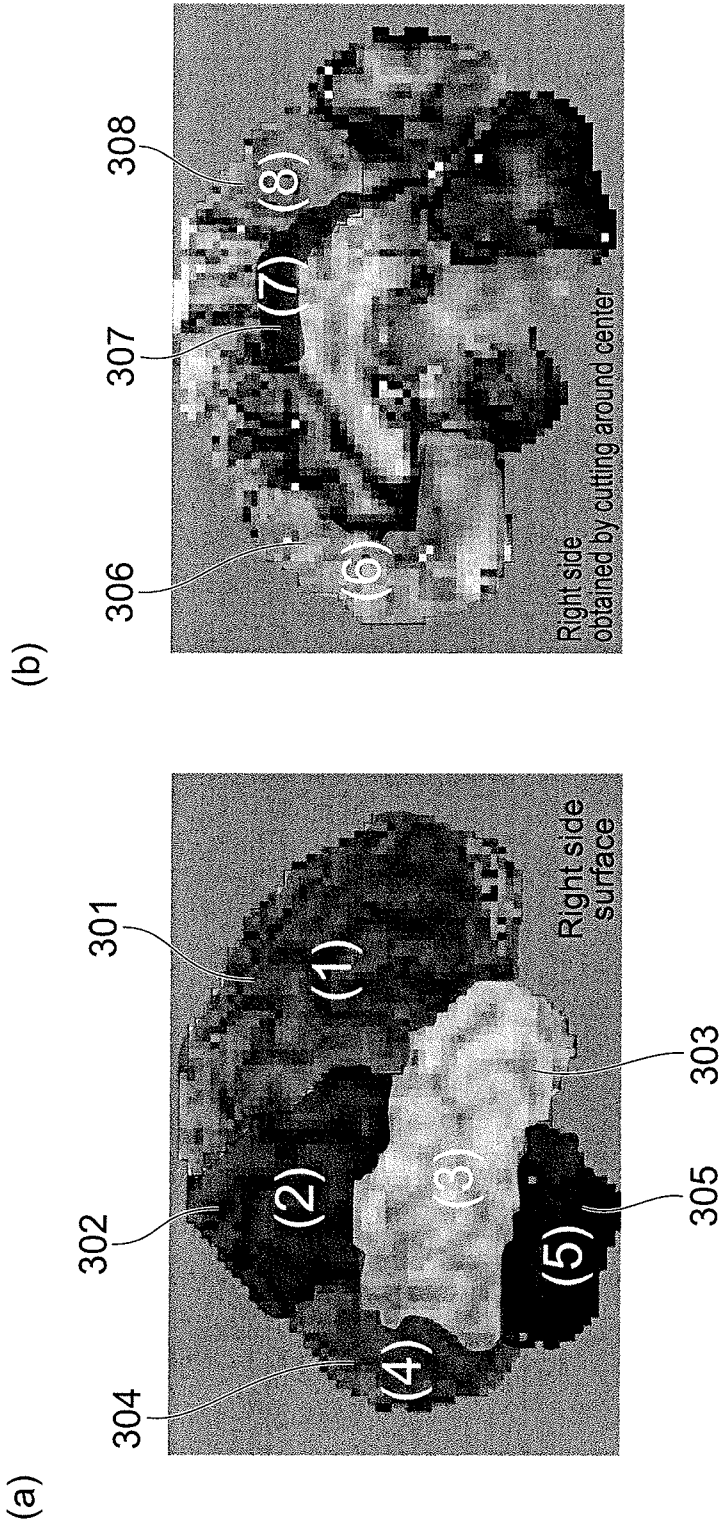 (a)
301
302
304
(1)
(2)
(3)
(4)
(5)
303
305
Right side
surface
(b)
308
307
306
(8)
(7)
(6)
Right side
obtained by cutting around center